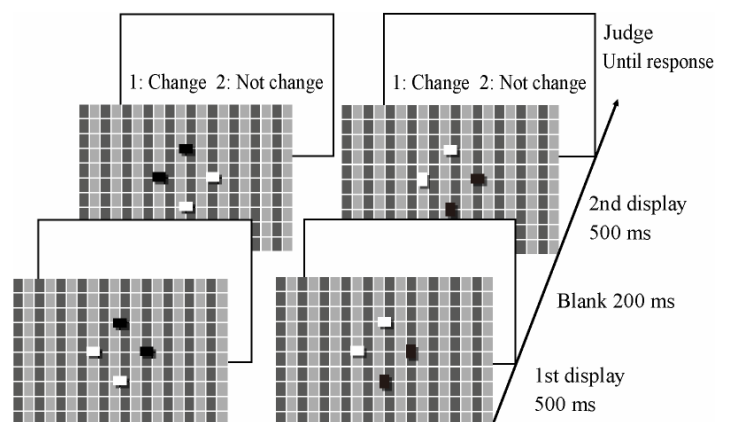 Judge
Until response
1: Change 2: Not change
1: Change 2: Not change
2nd display
500 ms
Blank 200 ms
1st display
500 ms